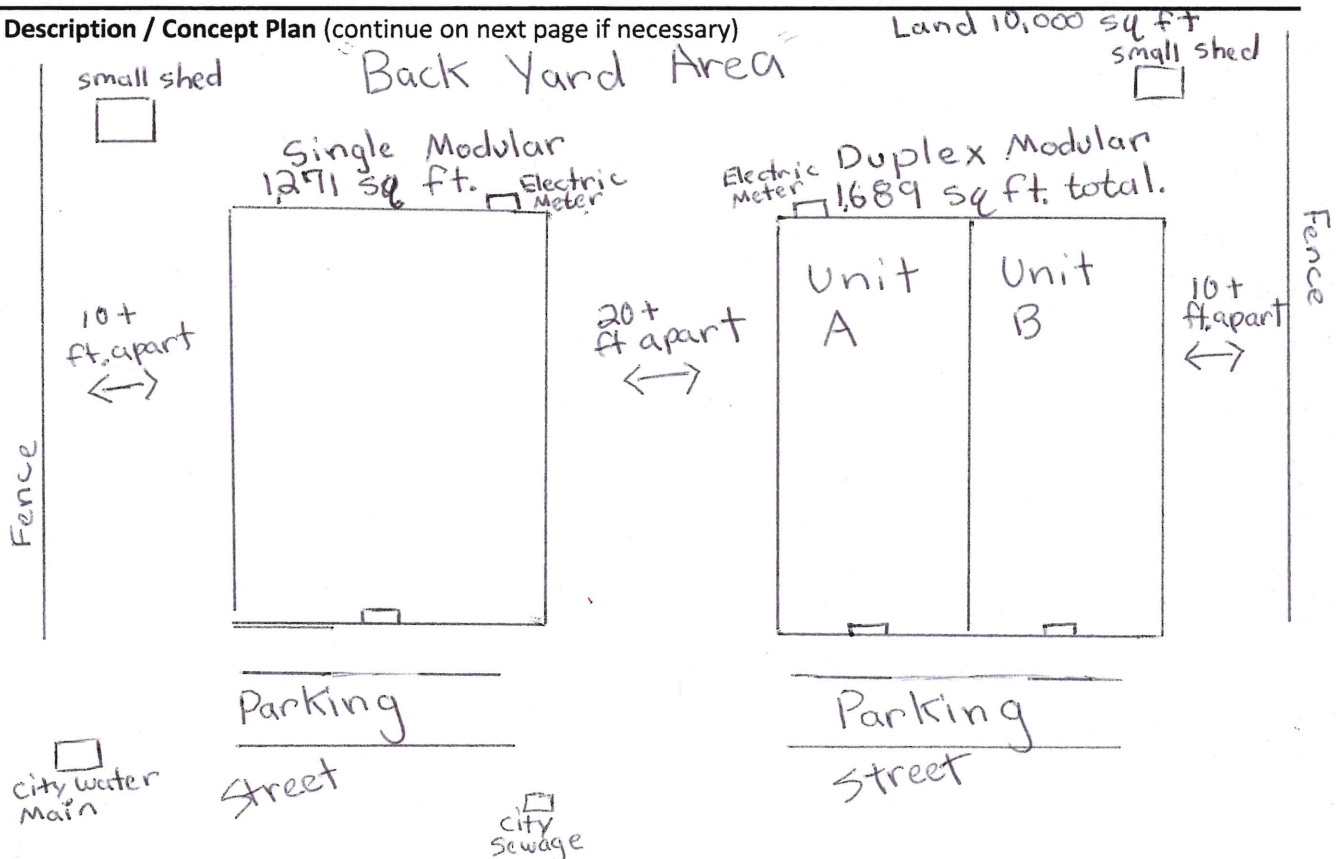 Description / Concept Plan (continue on next page if necessary)
Land 10,000 sq ft
small shed
"Back Yard Area"
small shed
Single Modular
1,271 sq ft.
Electric
Meter
Electric
Meter
Duplex Modular
1,689 sq ft. total.
Fence
Unit
A
Unit
B
10+
ft. apart
20+
ft apart
10+
ft. apart
Fence
Parking
Parking
Street
Street
City water
Main
City
Sewage